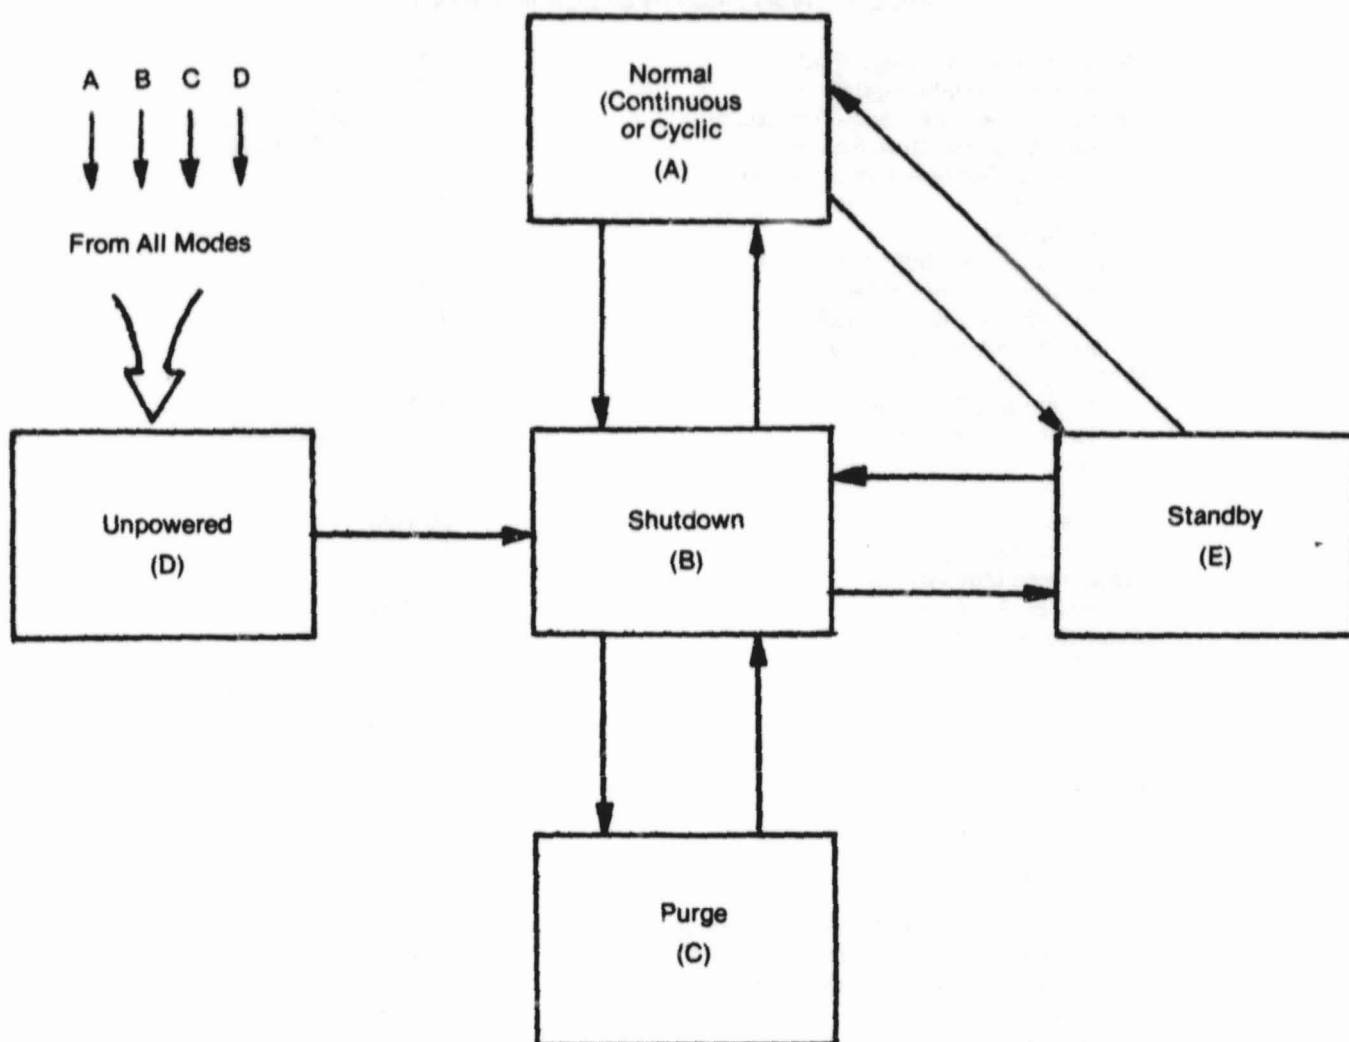 A B C D
From All Modes
Normal
(Continuous
or Cyclic
(A)
Unpowered
(D)
Shutdown
(B)
Standby
(E)
Purge
(C)